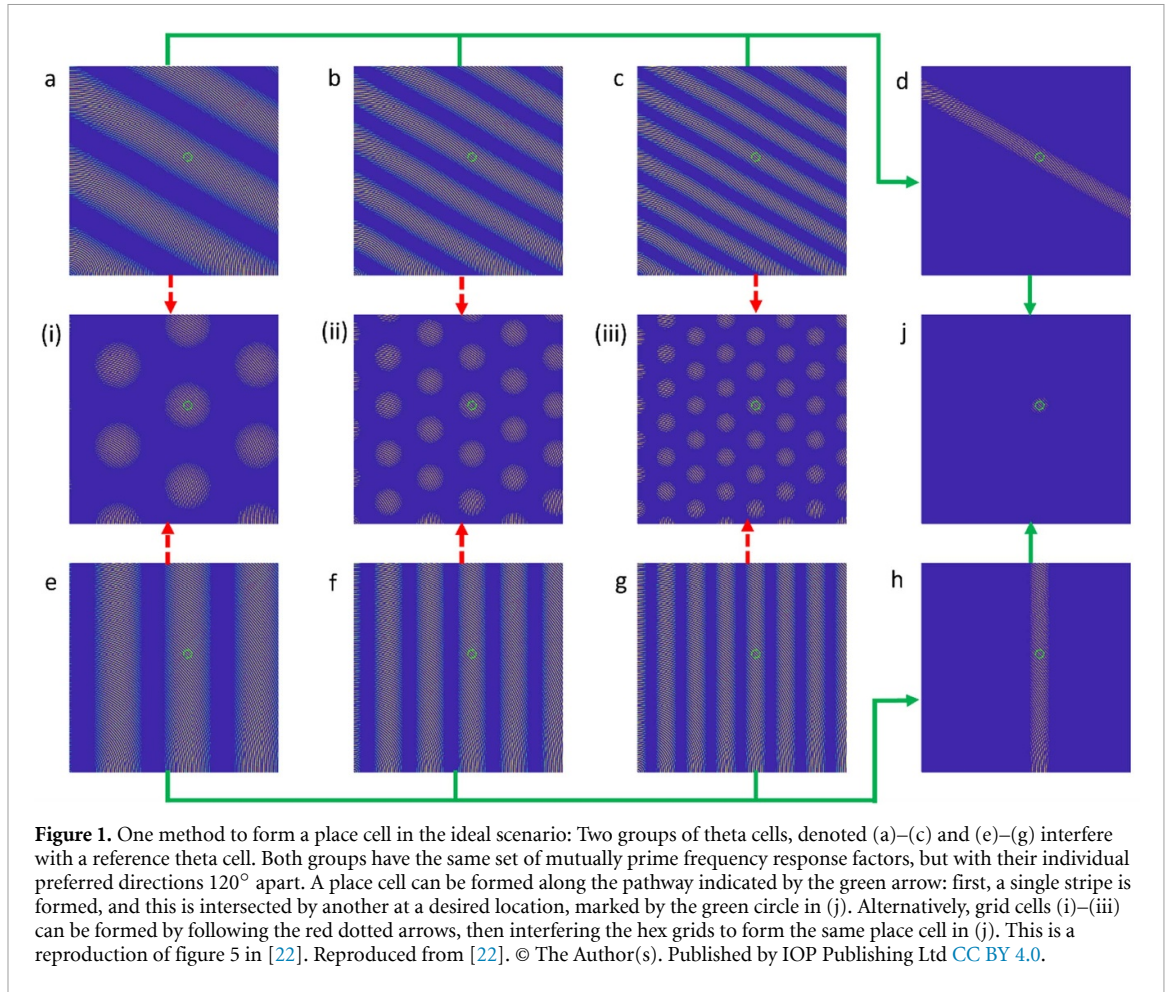 a
b
c
d
(i)
(ii)
(iii)
j
e
f
g
h
Figure 1. One method to form a place cell in the ideal scenario: Two groups of theta cells, denoted (a)–(c) and (e)–(g) interfere
with a reference theta cell. Both groups have the same set of mutually prime frequency response factors, but with their individual
preferred directions 120° apart. A place cell can be formed along the pathway indicated by the green arrow: first, a single stripe is
formed, and this is intersected by another at a desired location, marked by the green circle in (j). Alternatively, grid cells (i)–(iii)
can be formed by following the red dotted arrows, then interfering the hex grids to form the same place cell in (j). This is a
reproduction of figure 5 in [22]. Reproduced from [22]. © The Author(s). Published by IOP Publishing Ltd CC BY 4.0.